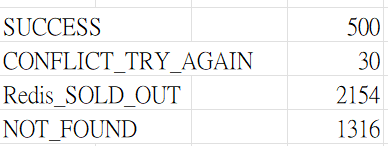 SUCCESS 500
CONFLICT_TRY_AGAIN 30
Redis_SOLD_OUT 2154
NOT_FOUND 1316